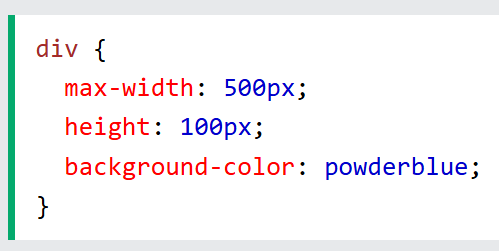 div {
  max-width: 500px;
  height: 100px;
  background-color: powderblue;
}